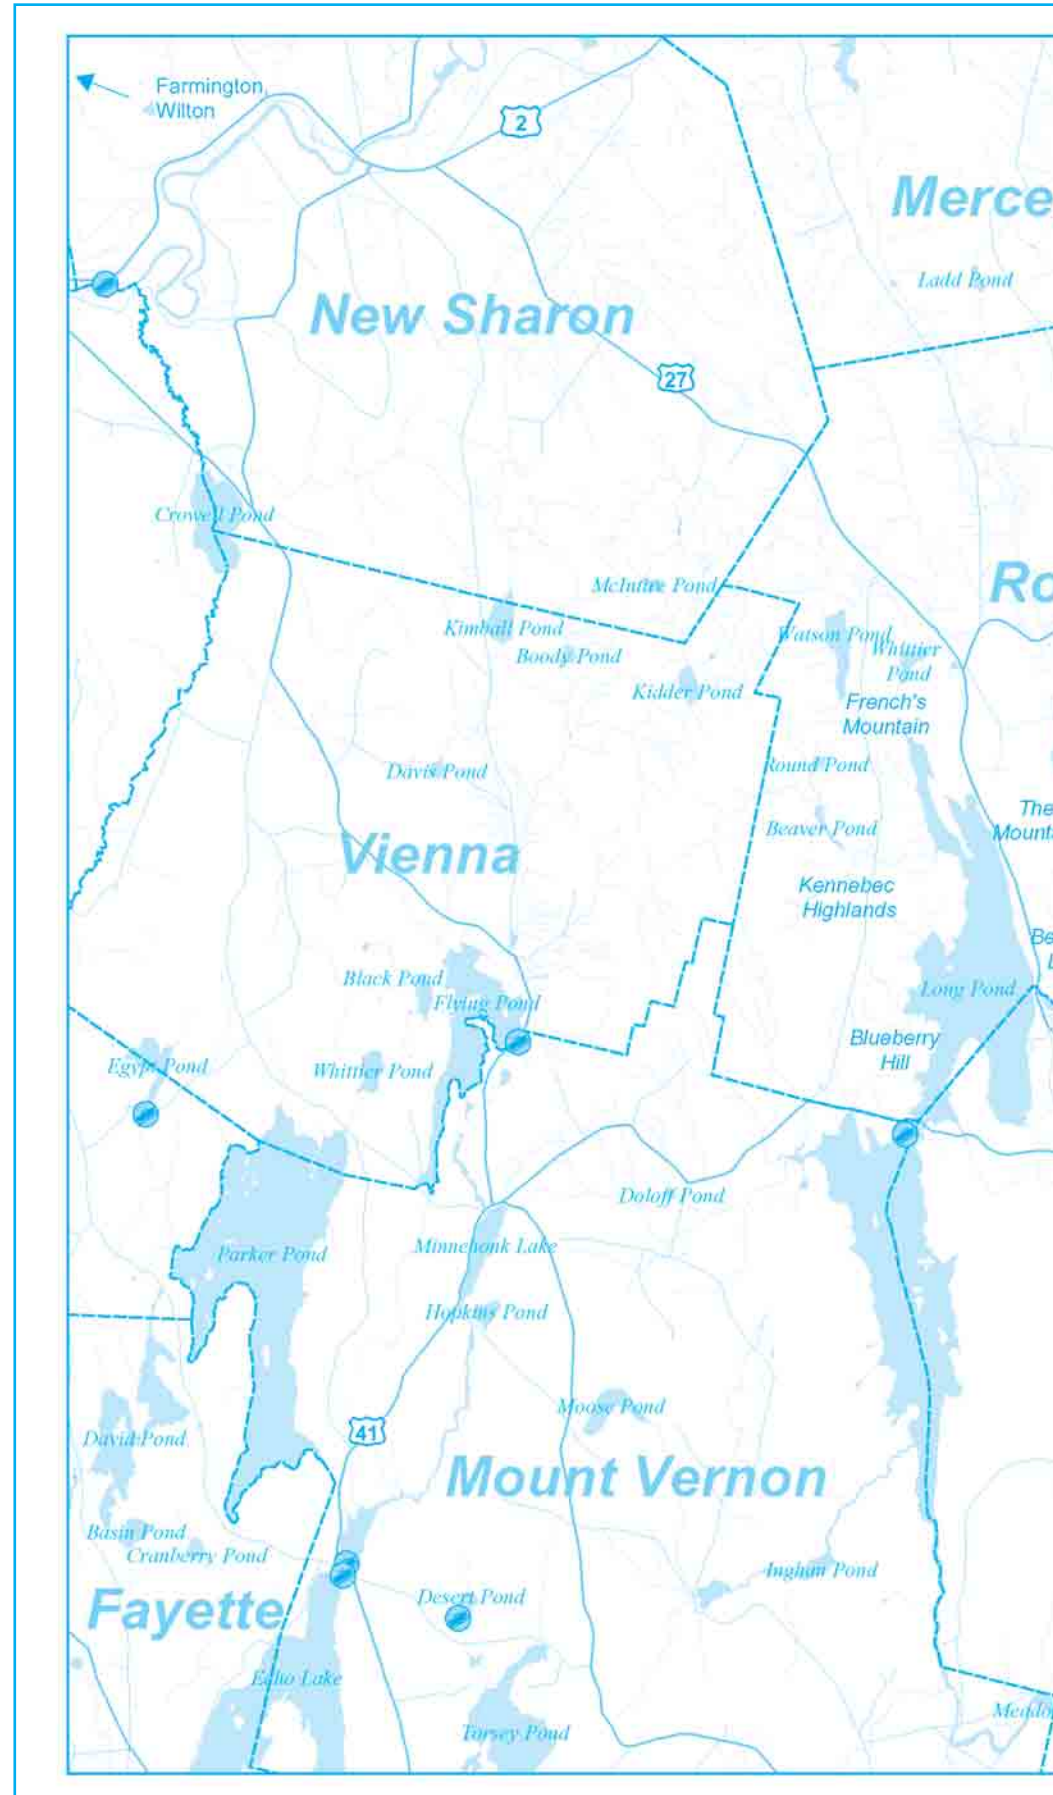 Farmington,
Wilton
2
Merce
Ladd Pond
New Sharon
27
Crowell Pond
McIntire Pond
Ro
Kimball Pond
Watson Pond
Boody Pond
Whittier
Pond
Kidder Pond
French's
Mountain
Davis Pond
Round Pond
The
Mounta
Beaver Pond
Vienna
Kennebec
Highlands
Be
L
Black Pond
Long Pond
Flying Pond
Blueberry
Hill
Egypt Pond
Whittier Pond
Doloff Pond
Minnehonk Lake
Parker Pond
Hopkins Pond
Moose Pond
41
David Pond
Mount Vernon
Basin Pond
Cranberry Pond
Ingham Pond
Desert Pond
Fayette
Echo Lake
Meado
Torsey Pond